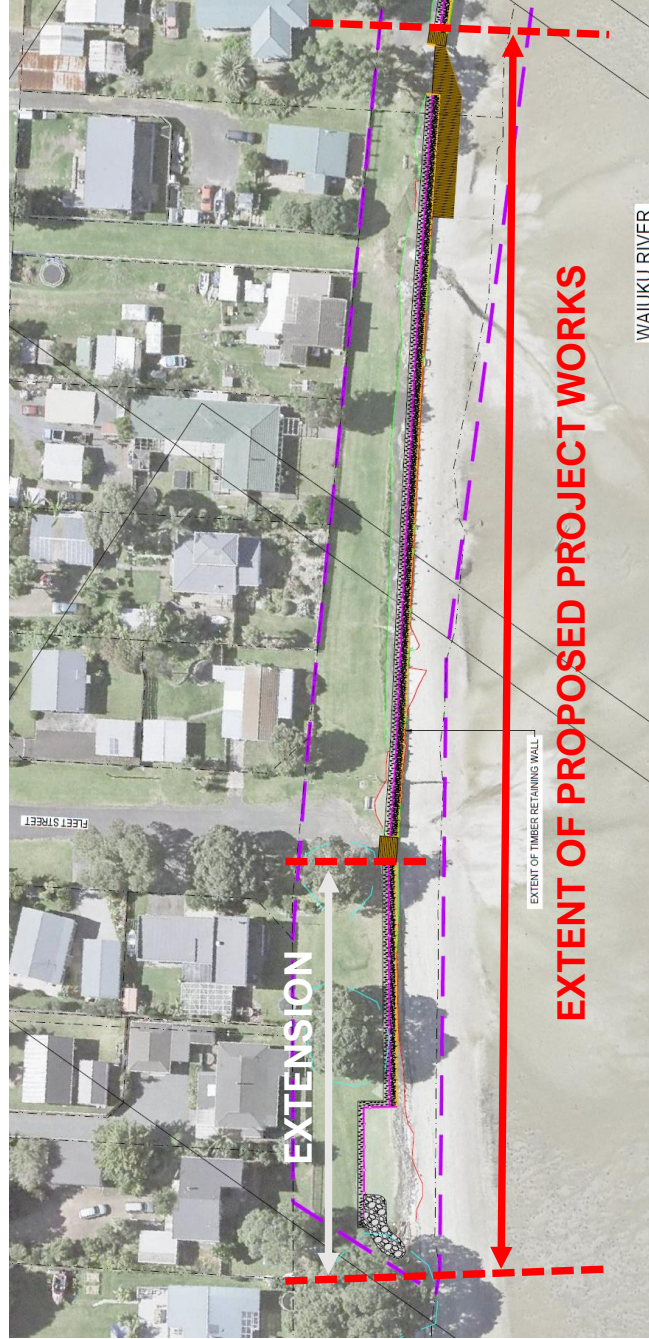 WAIUKU RIVER
EXTENT OF PROPOSED PROJECT WORKS
EXTENT OF TIMBER RETAINING WALL
FLEET STREET
EXTENSION